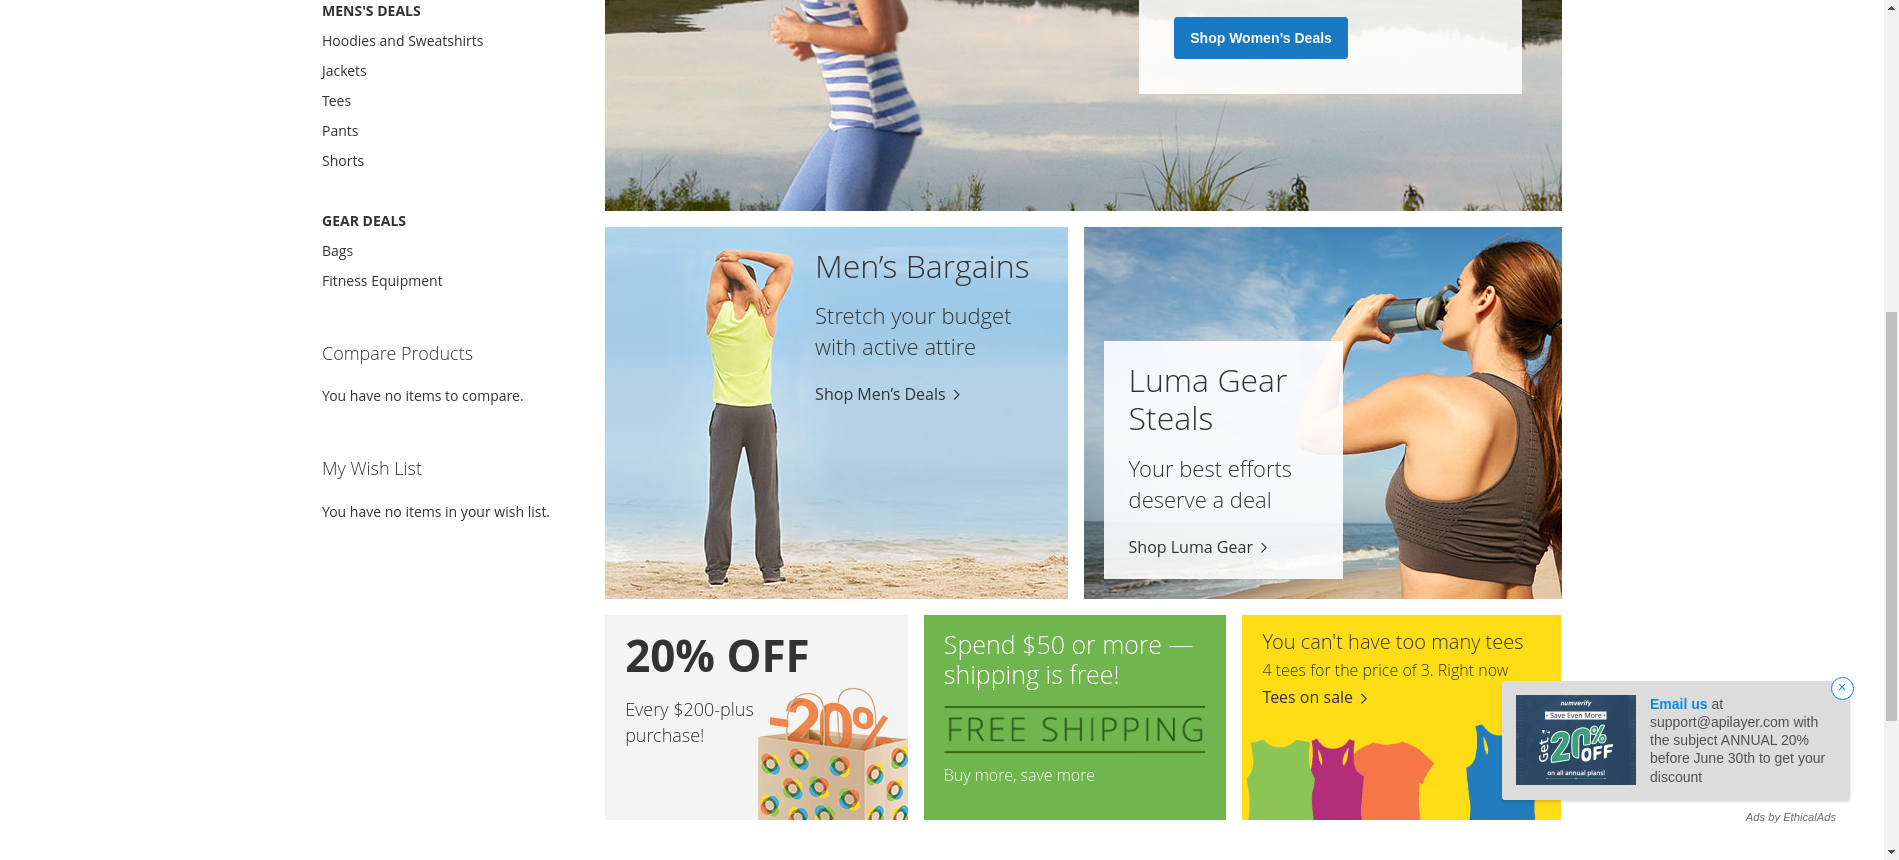 MENS'S DEALS
Hoodies and Sweatshirts
Jackets
Tees
Pants
Shorts
GEAR DEALS
Bags
Fitness Equipment
Compare Products
You have no items to compare.
My Wish List
You have no items in your wish list.
Shop Women’s Deals
Men’s Bargains
Stretch your budget
with active attire
Shop Men’s Deals
Luma Gear
Steals
Your best efforts
deserve a deal
Shop Luma Gear
20% OFF
Every $200-plus
purchase!
-20%
Spend $50 or more —
shipping is free!
FREE SHIPPING
Buy more, save more
You can't have too many tees
4 tees for the price of 3. Right now
Tees on sale
numverify
• Save Even More •
Get 20% OFF
on all annual plans!
Email us at
support@apilayer.com with
the subject ANNUAL 20%
before June 30th to get your
discount
Ads by EthicalAds